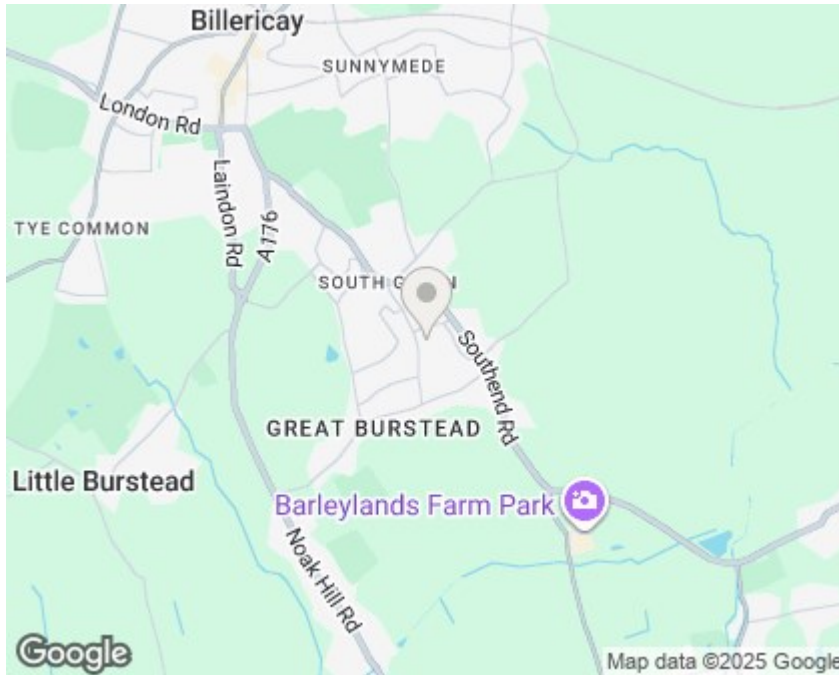 Billericay
SUNNYMEDE
London Rd
Laindon Rd
A176
TYE COMMON
SOUTH G N
Southend Rd
GREAT BURSTEAD
Little Burstead
Barleylands Farm Park
Noak Hill Rd
Google
Map data ©2025 Google